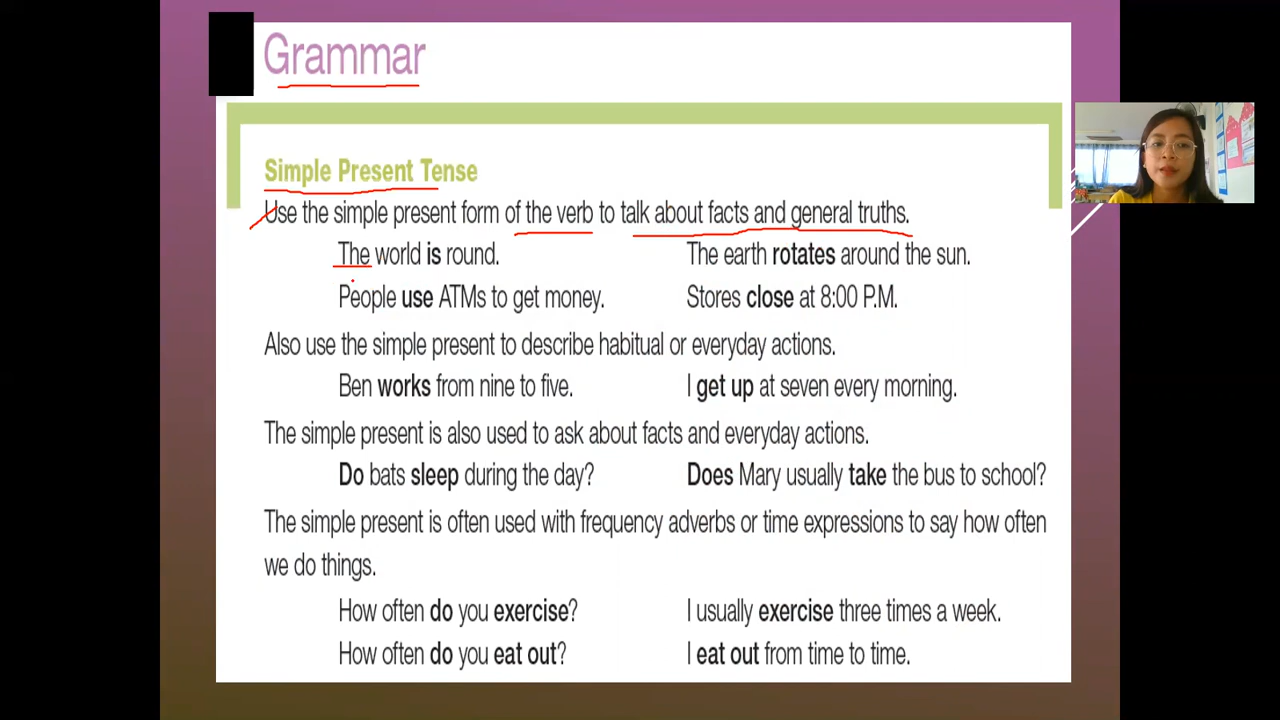 Grammar
Simple Present Tense
Use the simple present form of the verb to talk about facts and general truths.
The world is round. The earth rotates around the sun.
People use ATMs to get money. Stores close at 8:00 P.M.
Also use the simple present to describe habitual or everyday actions.
Ben works from nine to five. I get up at seven every morning.
The simple present is also used to ask about facts and everyday actions.
Do bats sleep during the day? Does Mary usually take the bus to school?
The simple present is often used with frequency adverbs or time expressions to say how often
we do things.
How often do you exercise? I usually exercise three times a week.
How often do you eat out? I eat out from time to time.